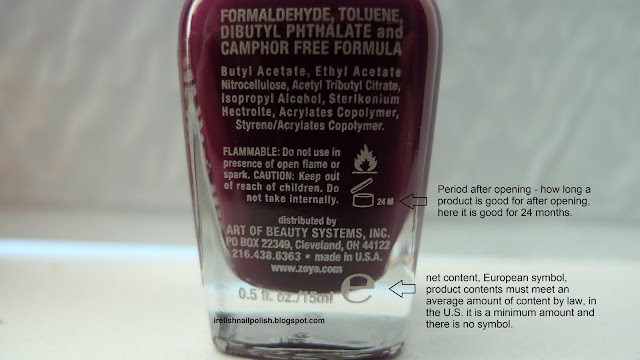 FORMALDEHYDE, TOLUENE,
DIBUTYL PHTHALATE and
CAMPHOR FREE FORMULA
Butyl Acetate, Ethyl Acetate
Nitrocellulose, Acetyl Tributyl Citrate,
Isopropyl Alcohol, Sterikonium
Hectroite, Acrylates Copolymer,
Styrene/Acrylates Copolymer.
FLAMMABLE: Do not use in
presence of open flame or
spark. CAUTION: Keep out
of reach of children. Do
not take internally.
24 M
distributed by
ART OF BEAUTY SYSTEMS, INC.
PO BOX 22349, Cleveland, OH 44122
216.438.6363 • made in U.S.A.
www.zoya.com
0.5 fl. oz./15ml e
irelishnailpolish.blogspot.com
Period after opening - how long a
product is good for after opening,
here it is good for 24 months.
net content, European symbol,
product contents must meet an
average amount of content by law, in
the U.S. it is a minimum amount and
there is no symbol.